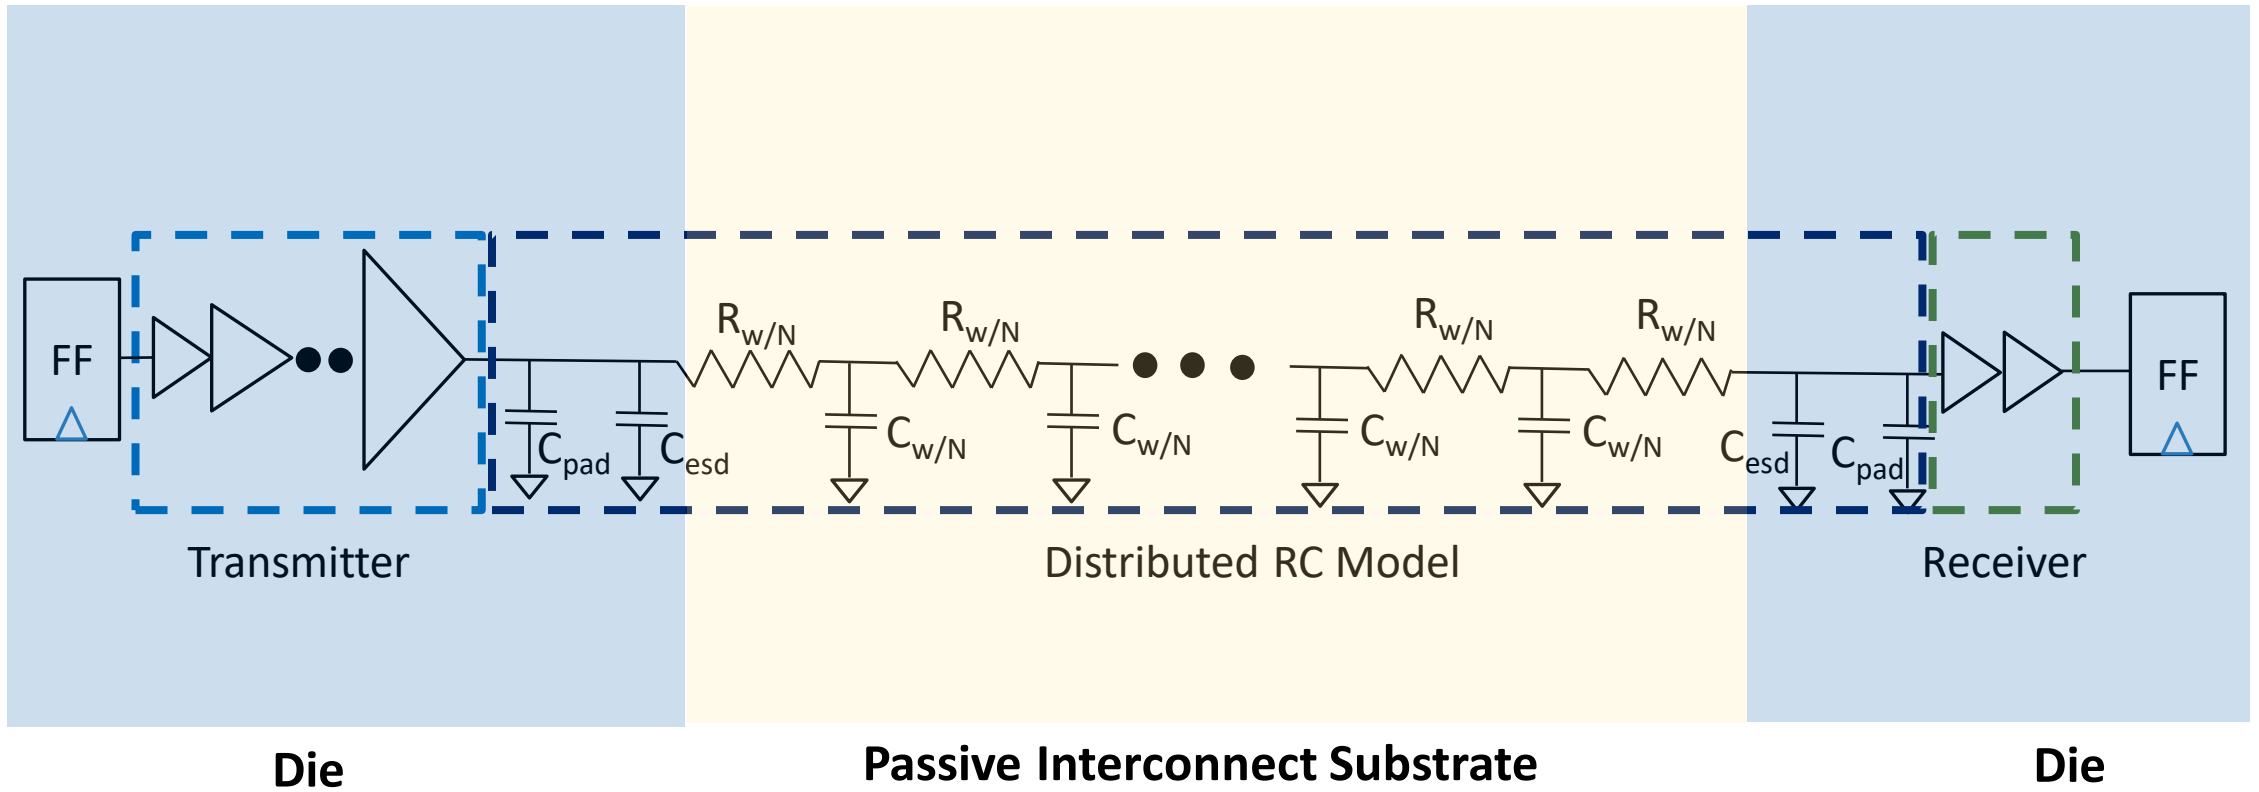 R_w/N
R_w/N
R_w/N
R_w/N
FF
FF
C_pad
C_esd
C_w/N
C_w/N
C_w/N
C_w/N
C_esd
C_pad
Transmitter
Distributed RC Model
Receiver
Die
Passive Interconnect Substrate
Die